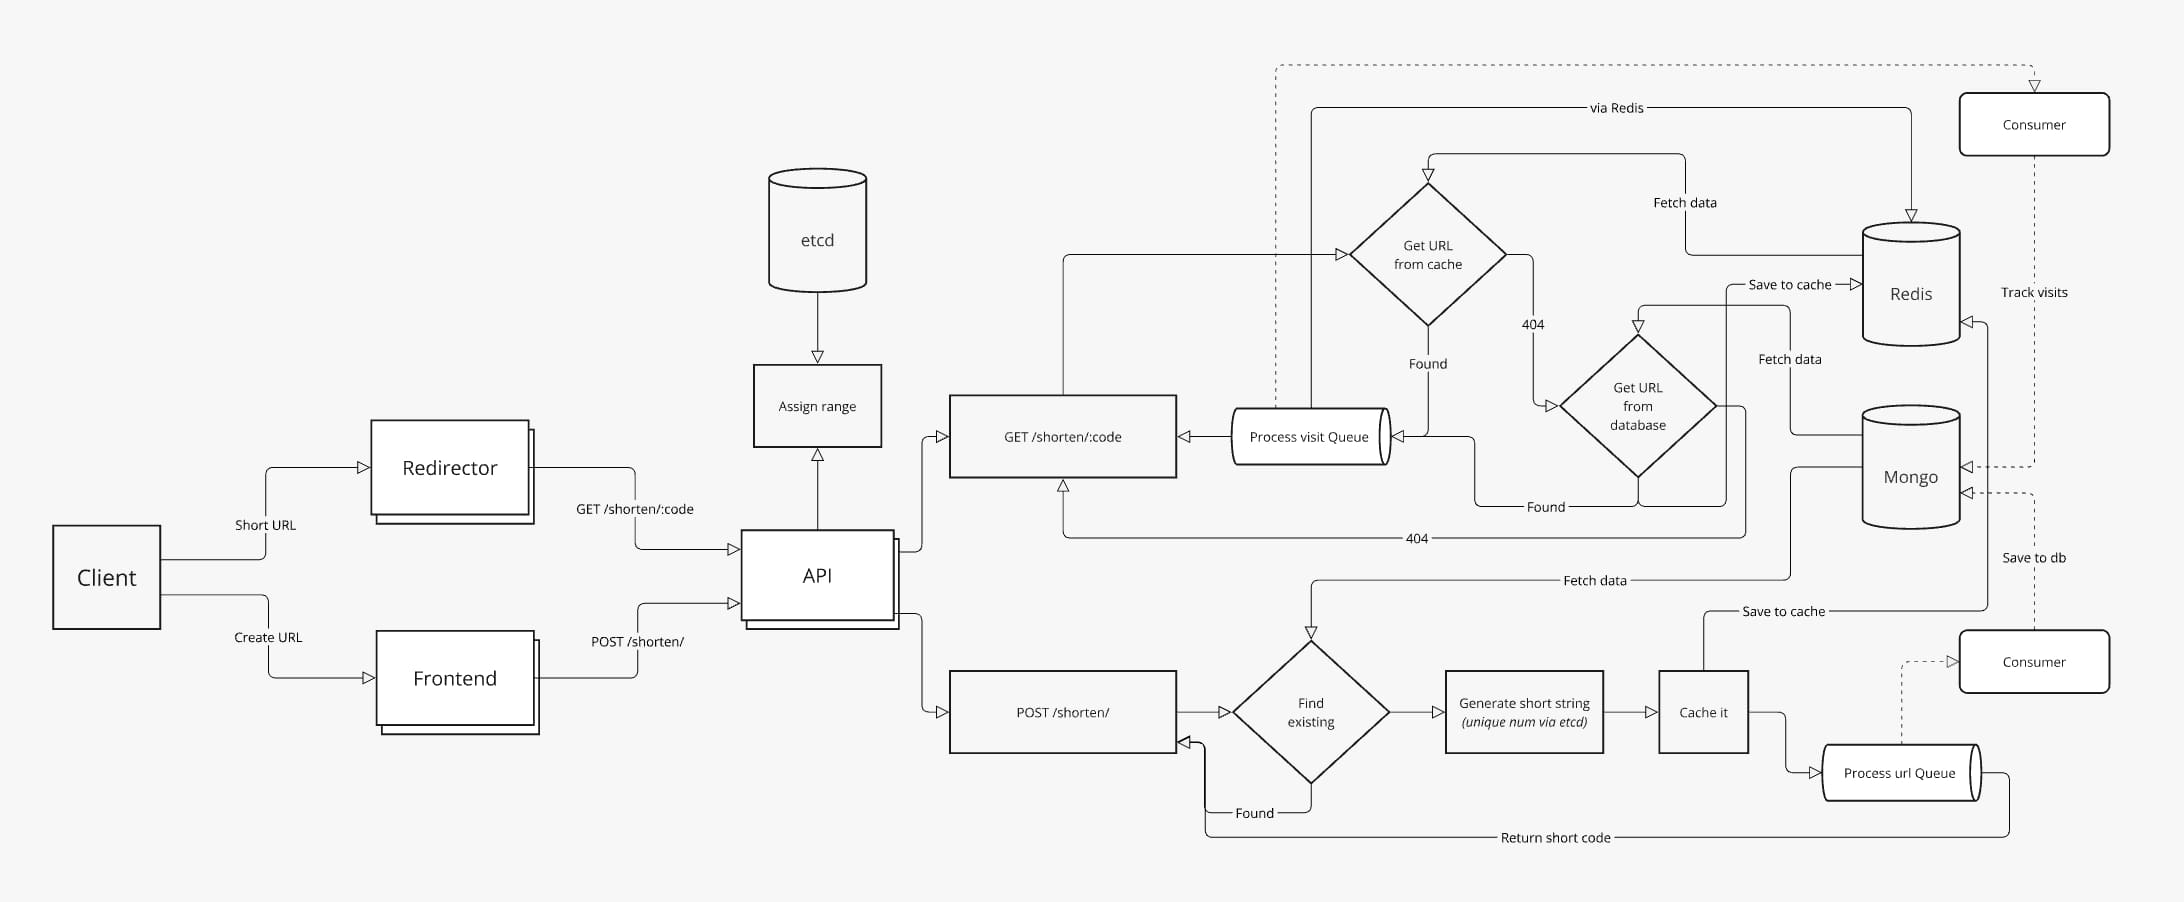 via Redis
Consumer
Fetch data
etcd
Get URL
from cache
Save to cache
Redis
Track visits
404
Found
Fetch data
Get URL
from
database
Assign range
GET /shorten/:code
Process visit Queue
Redirector
Mongo
Short URL
GET /shorten/:code
Found
404
Client
API
Fetch data
Save to db
Save to cache
Create URL
POST /shorten/
Frontend
POST /shorten/
Find
existing
Generate short string
(unique num via etcd)
Cache it
Consumer
Process url Queue
Found
Return short code